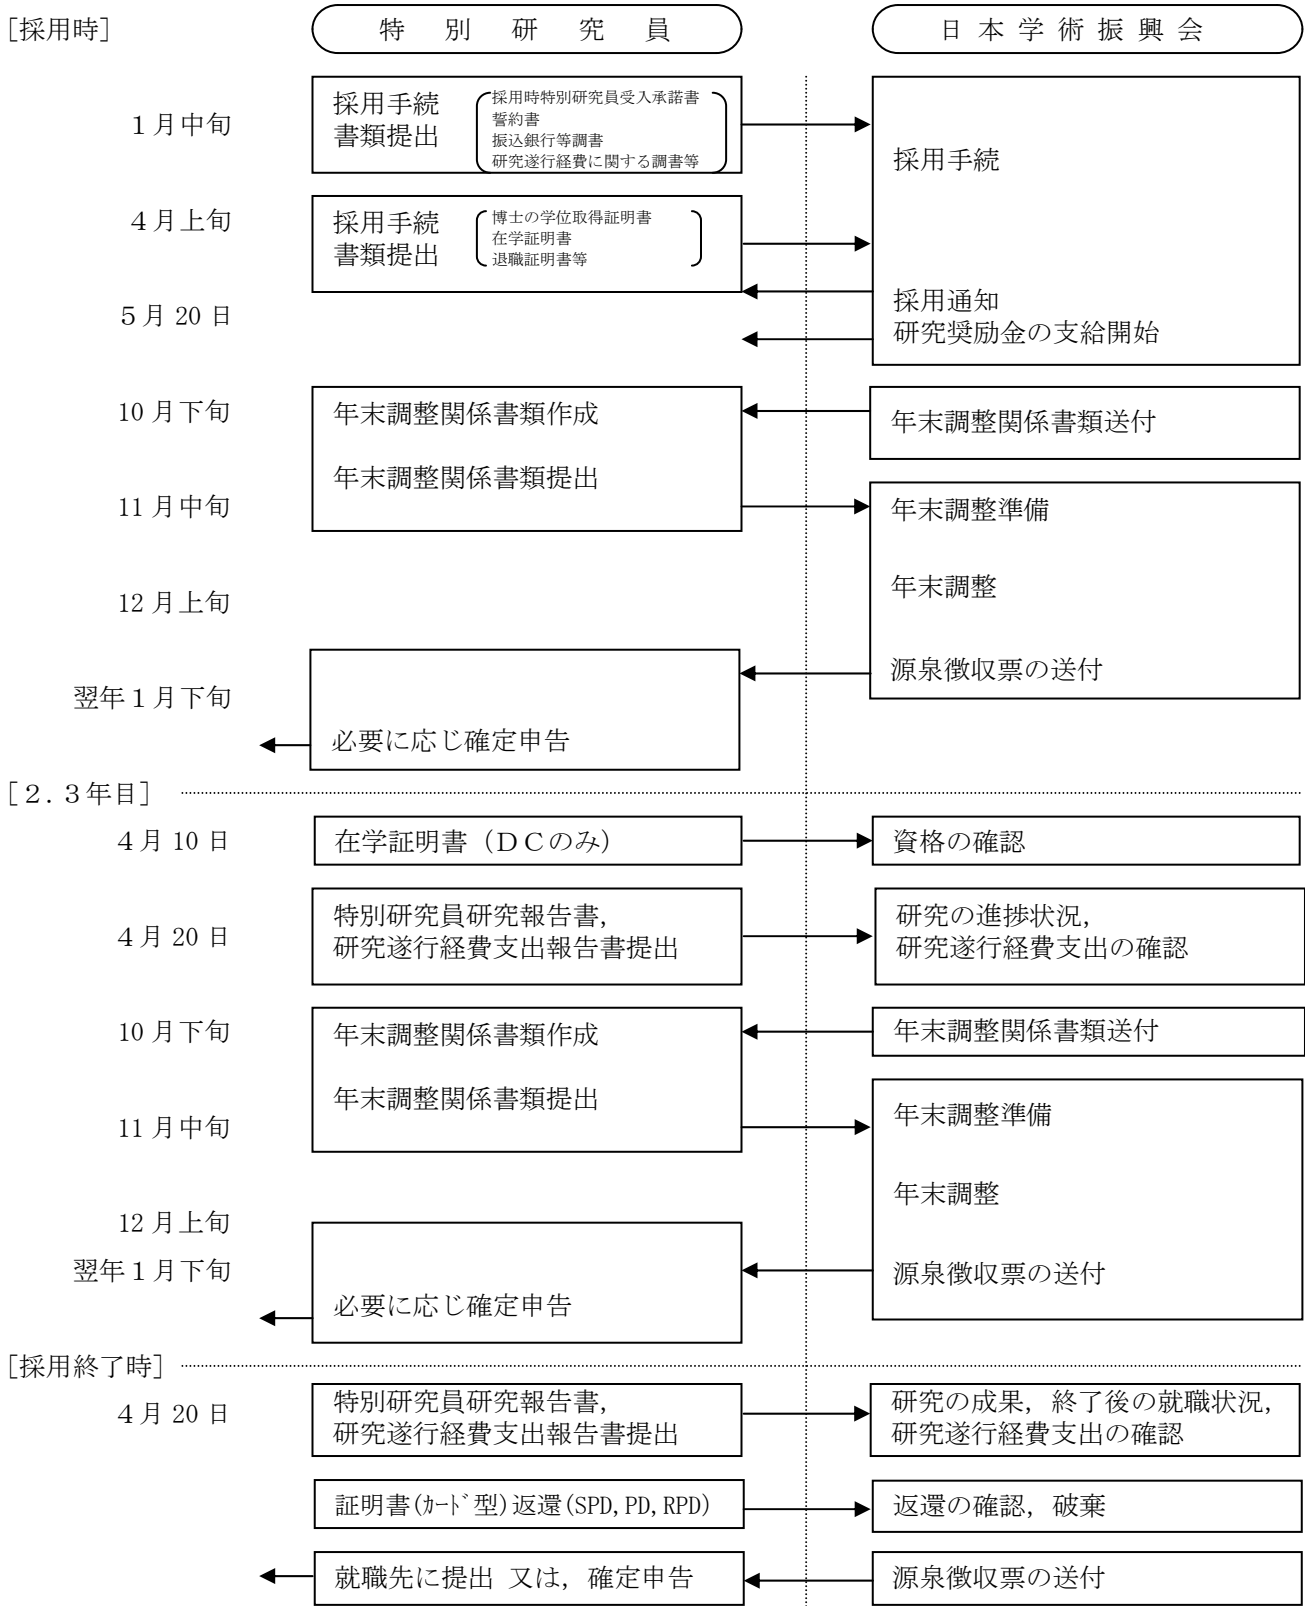 [採用時]
特別研究員
日本学術振興会
1月中旬
採用手続
書類提出
採用時特別研究員受入承諾書
誓約書
振込銀行等調書
研究遂行経費に関する調書等
採用手続
4月上旬
採用手続
書類提出
博士の学位取得証明書
在学証明書
退職証明書等
5月20日
採用通知
研究奨励金の支給開始
10月下旬
年末調整関係書類作成
年末調整関係書類送付
年末調整関係書類提出
11月中旬
年末調整準備
年末調整
12月上旬
源泉徴収票の送付
翌年1月下旬
必要に応じ確定申告
[2.3年目]
4月10日
在学証明書(DCのみ)
資格の確認
4月20日
特別研究員研究報告書,
研究遂行経費支出報告書提出
研究の進捗状況,
研究遂行経費支出の確認
10月下旬
年末調整関係書類作成
年末調整関係書類送付
年末調整関係書類提出
11月中旬
年末調整準備
年末調整
12月上旬
翌年1月下旬
源泉徴収票の送付
必要に応じ確定申告
[採用終了時]
4月20日
特別研究員研究報告書,
研究遂行経費支出報告書提出
研究の成果,終了後の就職状況,
研究遂行経費支出の確認
証明書(ｶｰﾄﾞ型)返還(SPD,PD,RPD)
返還の確認,破棄
就職先に提出 又は,確定申告
源泉徴収票の送付